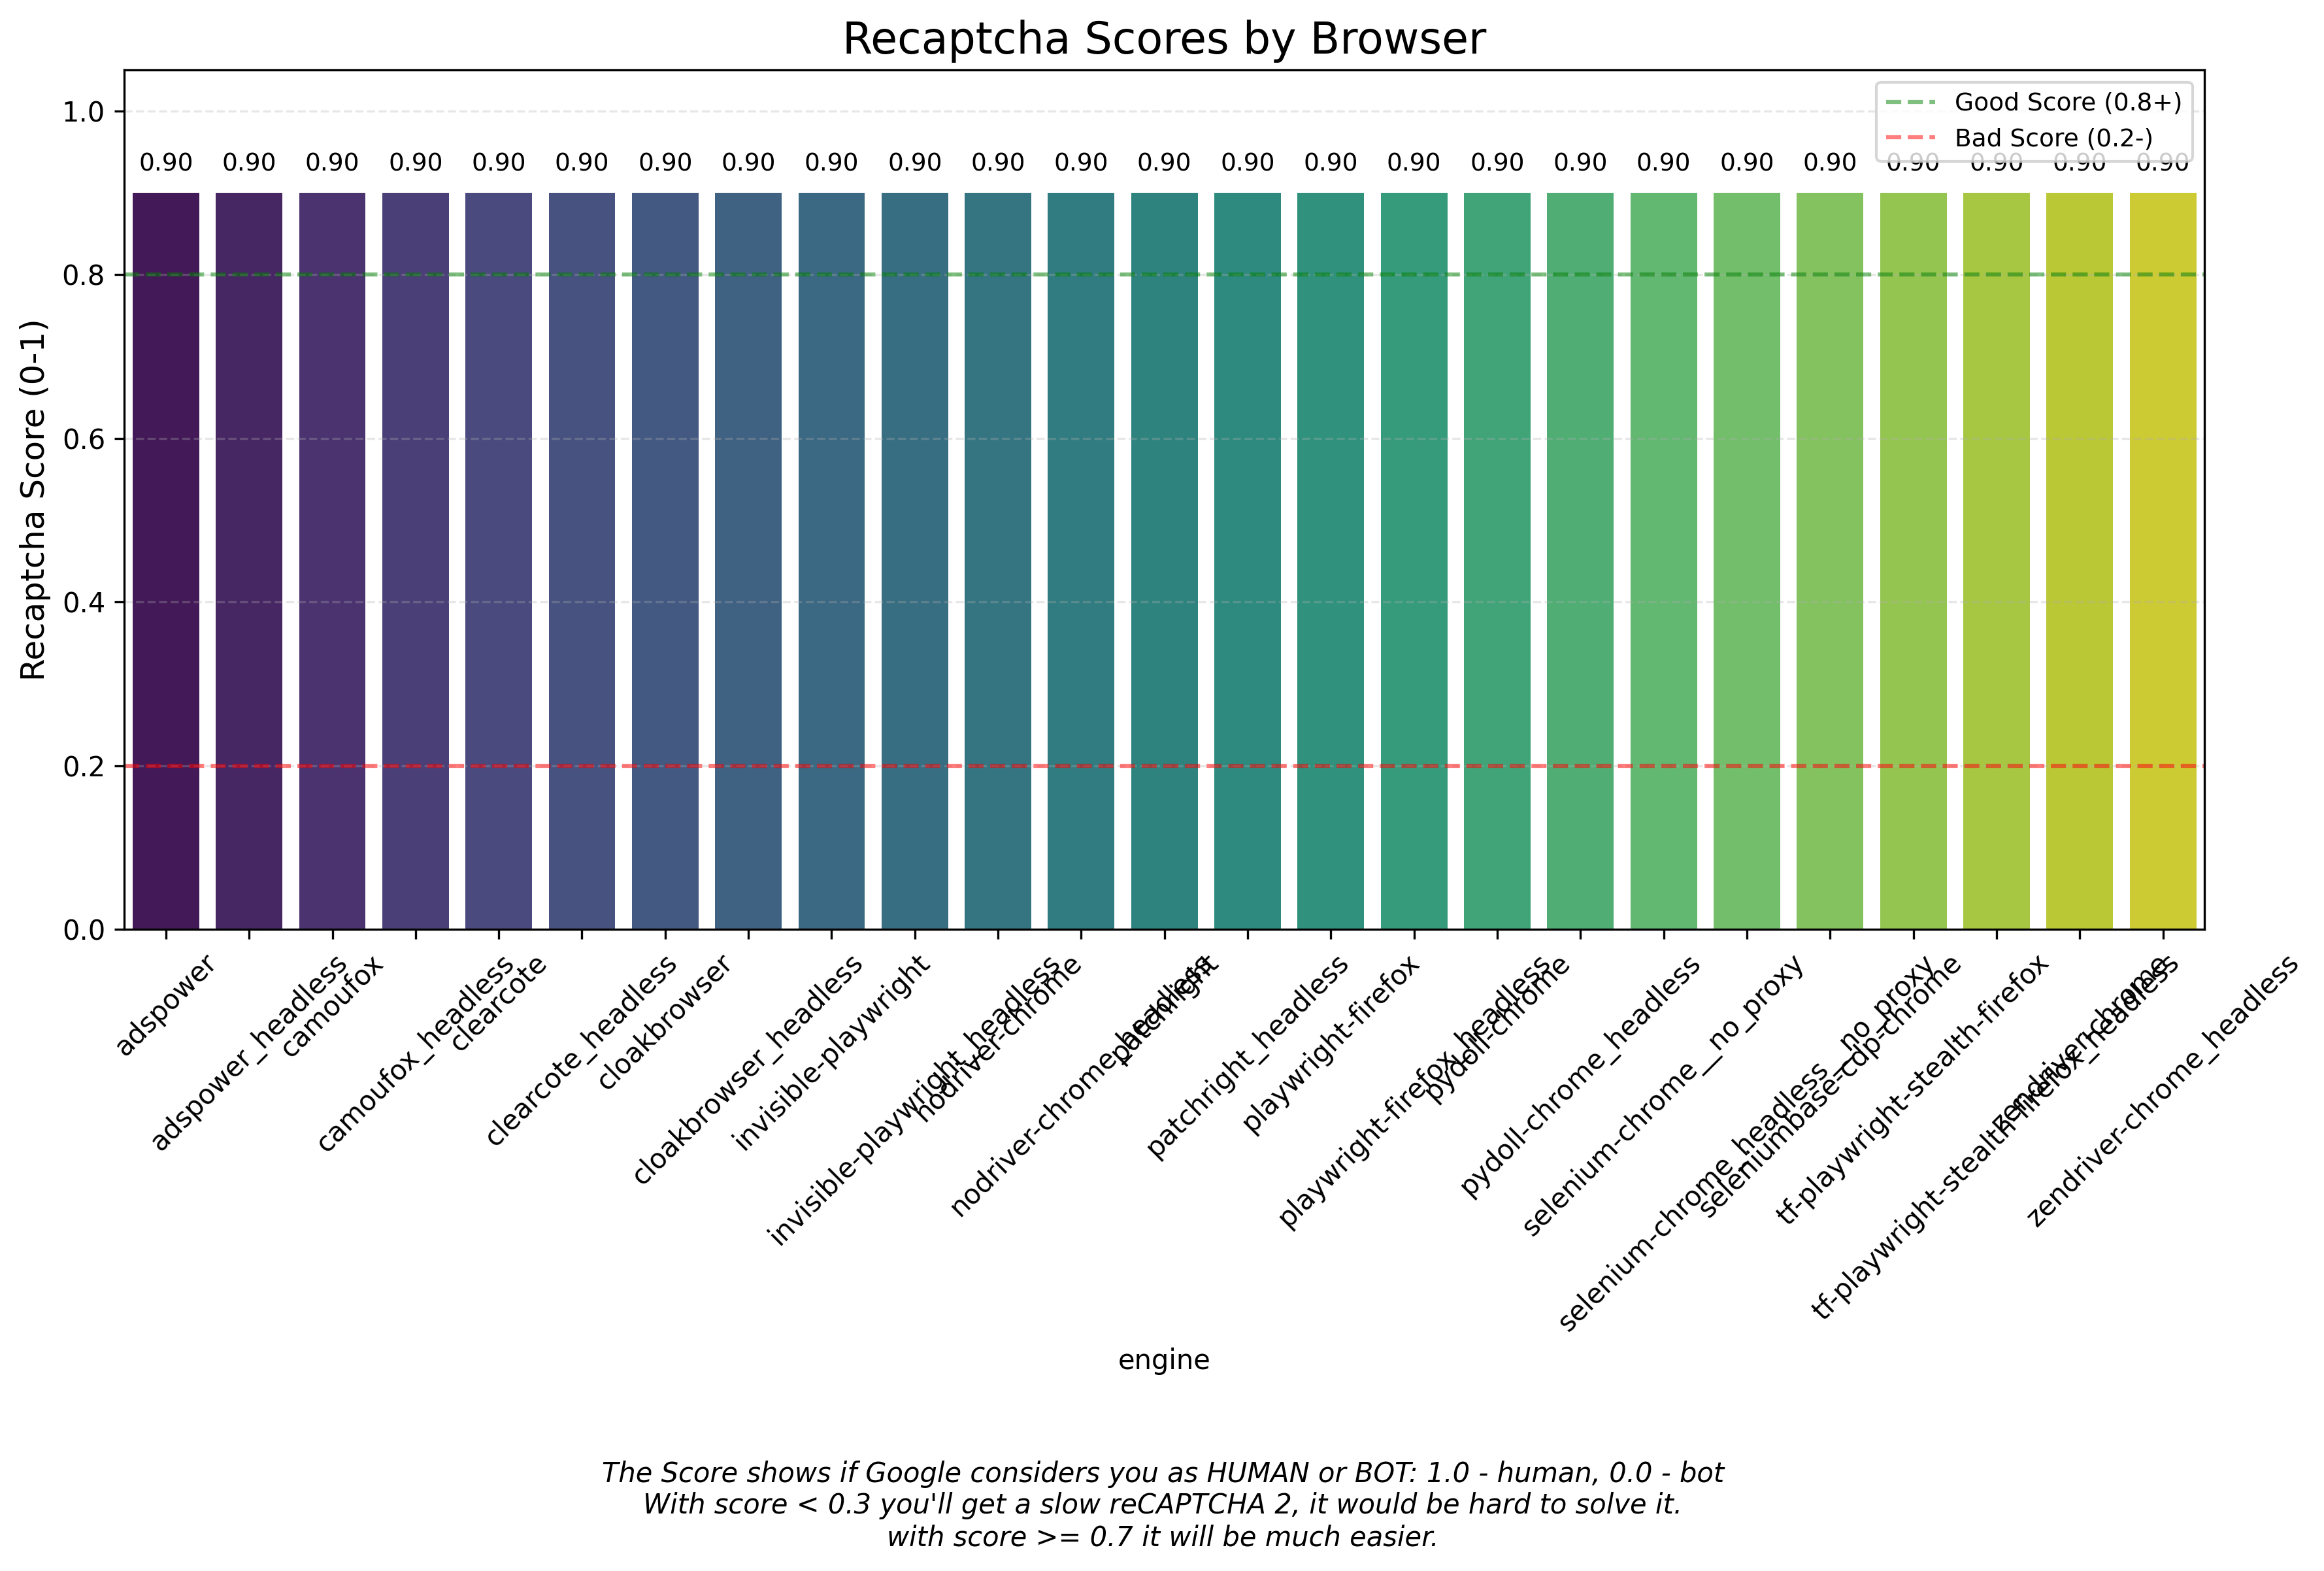 Recaptcha Scores by Browser
Good Score (0.8+)
Bad Score (0.2-)
1.0
0.8
0.6
0.4
0.2
0.0
Recaptcha Score (0-1)
0.90 0.90 0.90 0.90 0.90 0.90 0.90 0.90 0.90 0.90 0.90 0.90 0.90 0.90 0.90 0.90 0.90 0.90 0.90 0.90 0.90 0.90 0.90 0.90 0.90
adspower
adspower_headless
camoufox
camoufox_headless
clearcote
clearcote_headless
cloakbrowser
cloakbrowser_headless
invisible-playwright
invisible-playwright_headless
nodriver-chrome
nodriver-chrome_headless
patchright
patchright_headless
playwright-firefox
playwright-firefox_headless
pydoll-chrome
pydoll-chrome_headless
selenium-chrome__no_proxy
selenium-chrome_headless__no_proxy
seleniumbase-cdp-chrome
tf-playwright-stealth-firefox
tf-playwright-stealth-firefox_headless
zendriver-chrome
zendriver-chrome_headless
engine
The Score shows if Google considers you as HUMAN or BOT: 1.0 - human, 0.0 - bot
With score < 0.3 you'll get a slow reCAPTCHA 2, it would be hard to solve it.
with score >= 0.7 it will be much easier.